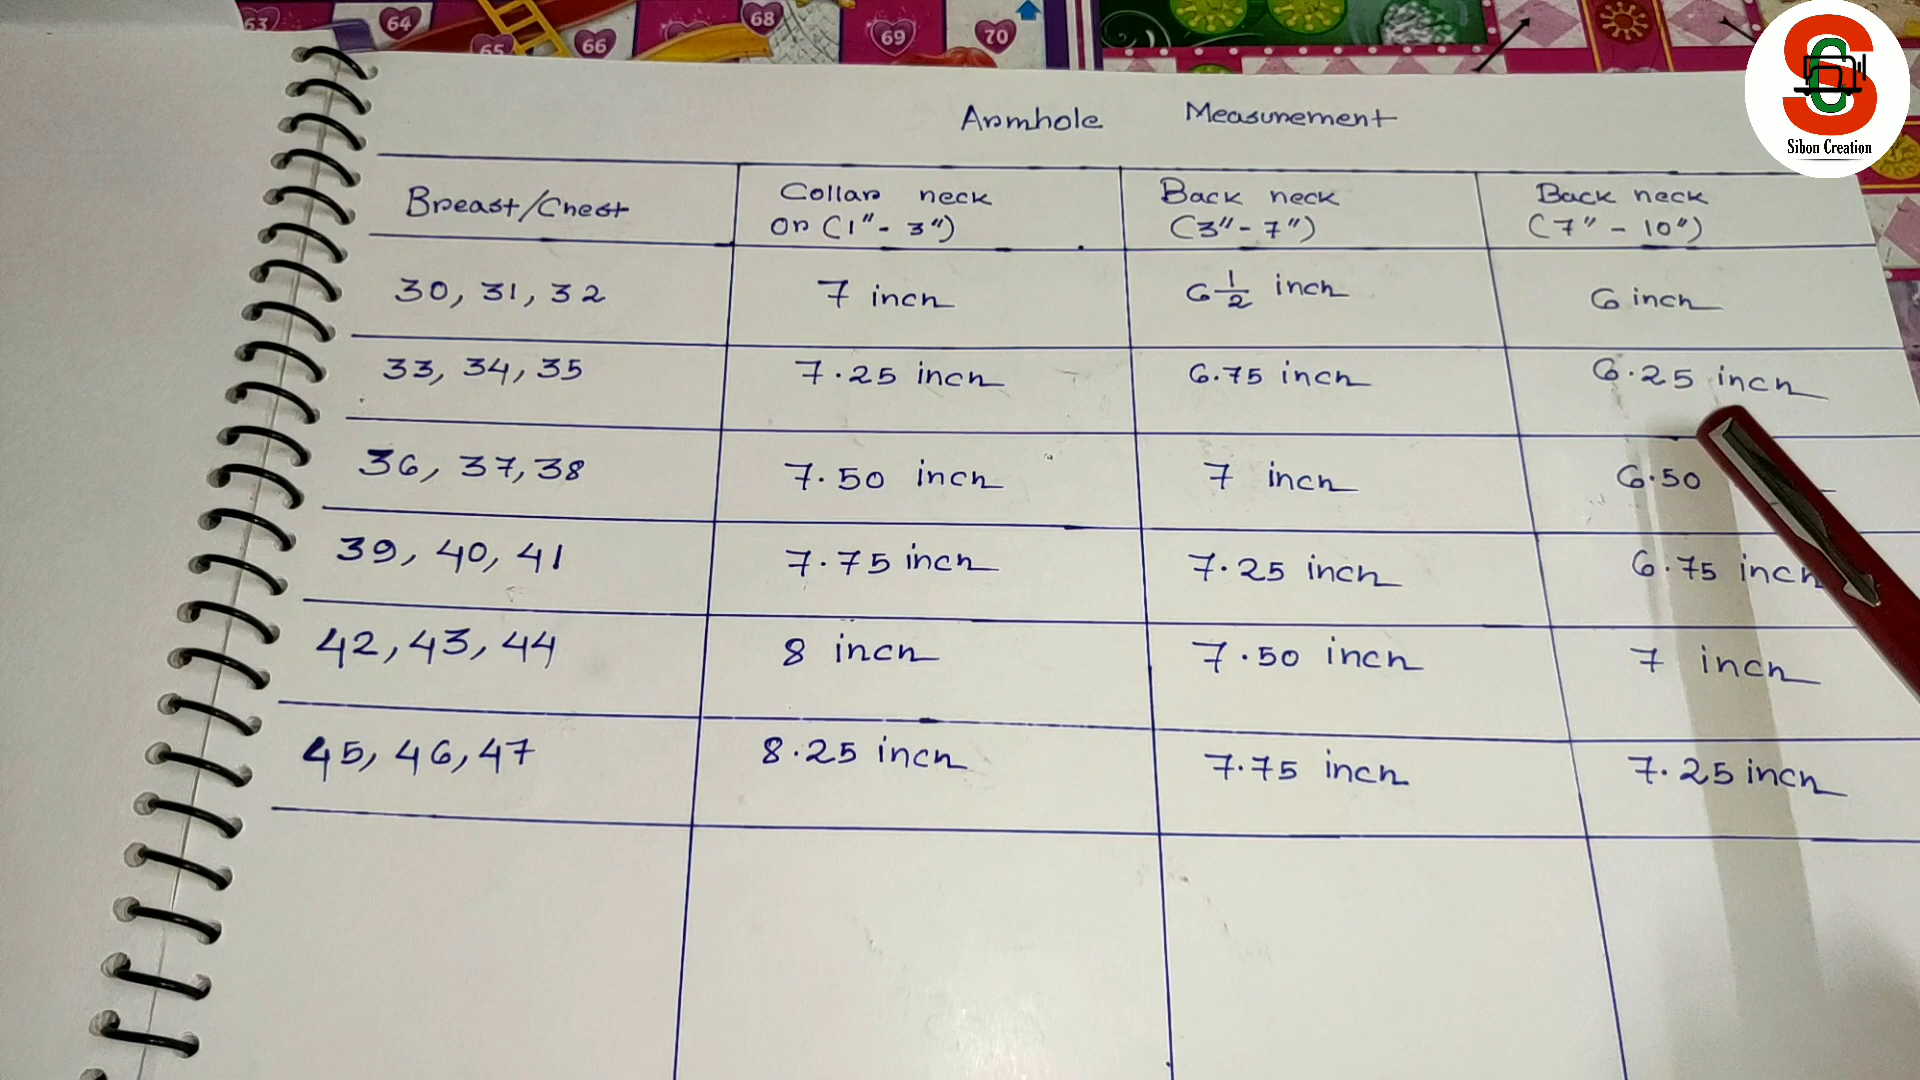 63 64 65 66 68 69 70
Sibon Creation
Armhole Measurement
Breast/Chest
Collar neck
or (1" - 3")
Back neck
(3" - 7")
Back neck
(7" - 10")
30, 31, 32 7 inch 6 1/2 inch 6 inch
33, 34, 35 7.25 inch 6.75 inch 6.25 inch
36, 37, 38 7.50 inch 7 inch 6.50
39, 40, 41 7.75 inch 7.25 inch 6.75 inch
42, 43, 44 8 inch 7.50 inch 7 inch
45, 46, 47 8.25 inch 7.75 inch 7.25 inch